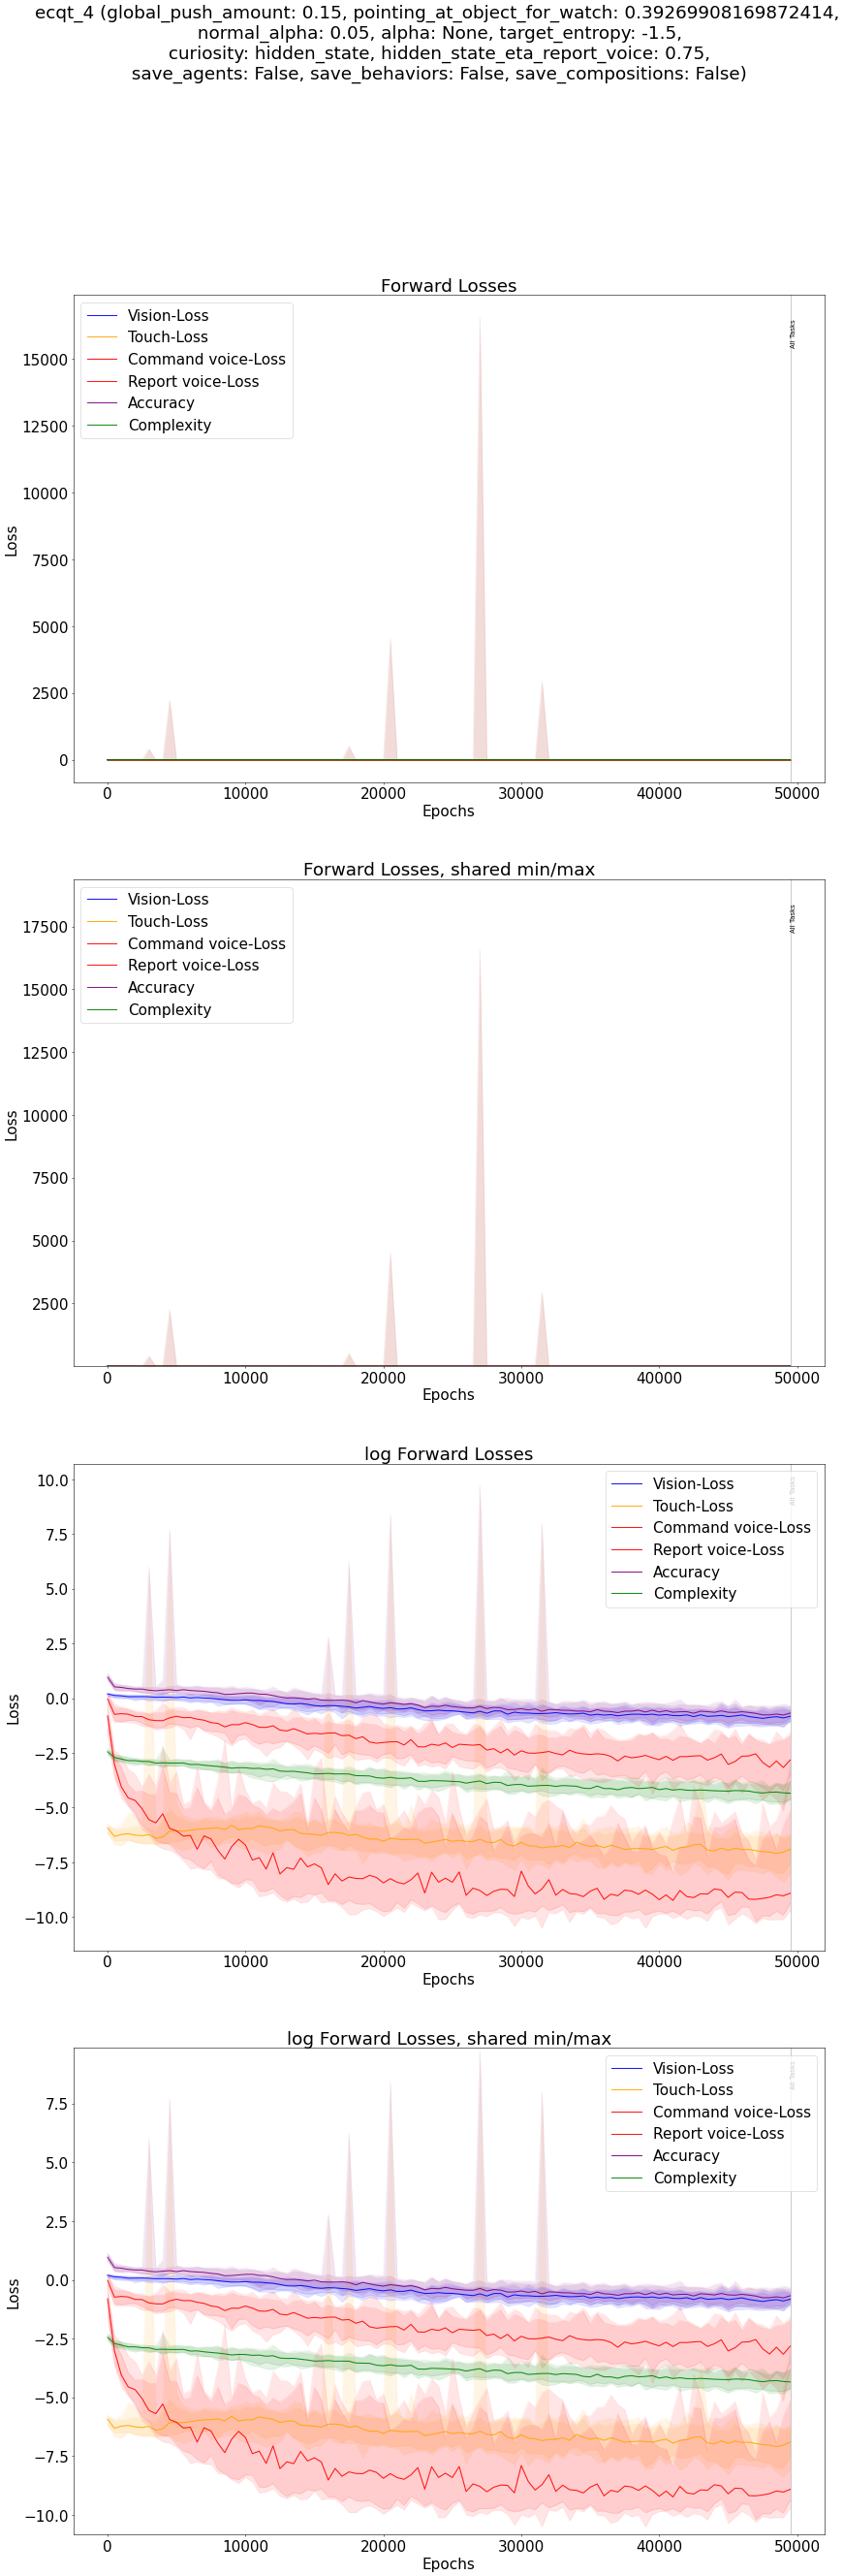 ecqt_4 (global_push_amount: 0.15, pointing_at_object_for_watch: 0.39269908169872414,
normal_alpha: 0.05, alpha: None, target_entropy: -1.5,
curiosity: hidden_state, hidden_state_eta_report_voice: 0.75,
save_agents: False, save_behaviors: False, save_compositions: False)
Forward Losses
Vision-Loss
Touch-Loss
Command voice-Loss
Report voice-Loss
Accuracy
Complexity
All Tasks
15000
12500
10000
7500
5000
2500
0
Loss
0 10000 20000 30000 40000 50000
Epochs
Forward Losses, shared min/max
Vision-Loss
Touch-Loss
Command voice-Loss
Report voice-Loss
Accuracy
Complexity
All Tasks
17500
15000
12500
10000
7500
5000
2500
Loss
0 10000 20000 30000 40000 50000
Epochs
log Forward Losses
Vision-Loss
Touch-Loss
Command voice-Loss
Report voice-Loss
Accuracy
Complexity
All Tasks
10.0
7.5
5.0
2.5
0.0
−2.5
−5.0
−7.5
−10.0
Loss
0 10000 20000 30000 40000 50000
Epochs
log Forward Losses, shared min/max
Vision-Loss
Touch-Loss
Command voice-Loss
Report voice-Loss
Accuracy
Complexity
All Tasks
7.5
5.0
2.5
0.0
−2.5
−5.0
−7.5
−10.0
Loss
0 10000 20000 30000 40000 50000
Epochs